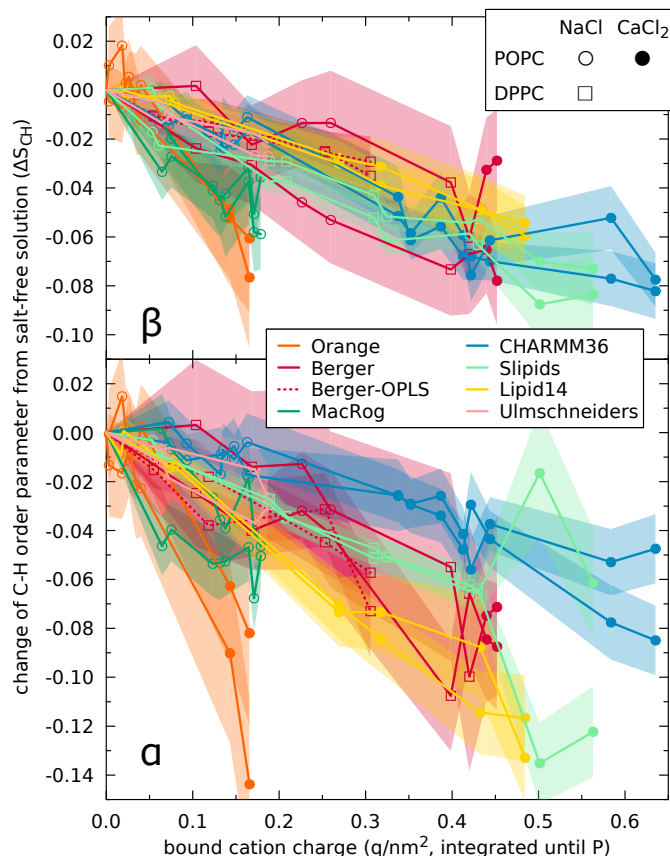 NaCl CaCl2
POPC
DPPC
0.02
0.00
-0.02
-0.04
-0.06
-0.08
-0.10
β
Orange
Berger
Berger-OPLS
MacRog
CHARMM36
Slipids
Lipid14
Ulmschneiders
0.02
0.00
-0.02
-0.04
-0.06
-0.08
-0.10
-0.12
-0.14
α
0.0 0.1 0.2 0.3 0.4 0.5 0.6
change of C-H order parameter from salt-free solution (ΔSCH)
bound cation charge (q/nm², integrated until P)